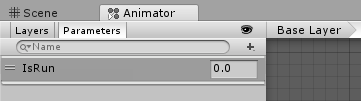 Scene Animator
Layers Parameters Base Layer
Name
IsRun 0.0